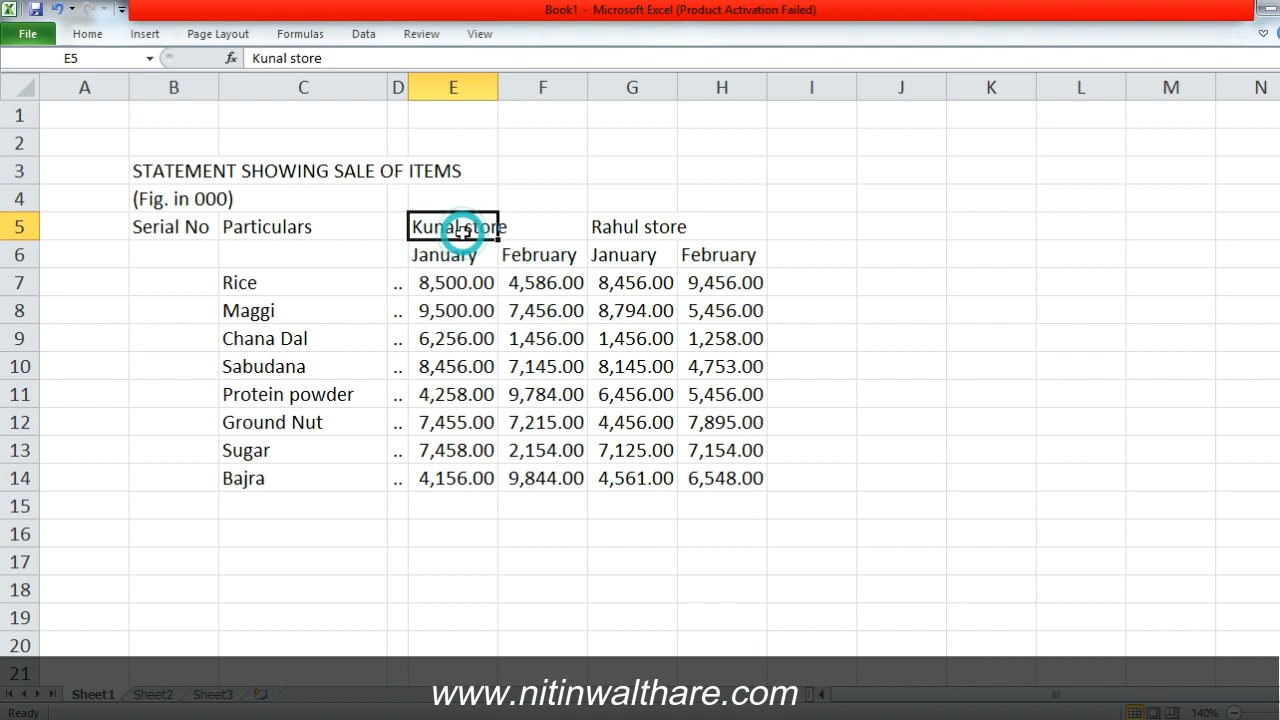 Book1 - Microsoft Excel (Product Activation Failed)
File Home Insert Page Layout Formulas Data Review View
E5 fx Kunal store
A B C D E F G H I J K L M N
1
2
3 STATEMENT SHOWING SALE OF ITEMS
4 (Fig. in 000)
5 Serial No Particulars Kunal store Rahul store
6 January February January February
7 Rice .. 8,500.00 4,586.00 8,456.00 9,456.00
8 Maggi .. 9,500.00 7,456.00 8,794.00 5,456.00
9 Chana Dal .. 6,256.00 1,456.00 1,456.00 1,258.00
10 Sabudana .. 8,456.00 7,145.00 8,145.00 4,753.00
11 Protein powder .. 4,258.00 9,784.00 6,456.00 5,456.00
12 Ground Nut .. 7,455.00 7,215.00 4,456.00 7,895.00
13 Sugar .. 7,458.00 2,154.00 7,125.00 7,154.00
14 Bajra .. 4,156.00 9,844.00 4,561.00 6,548.00
15
16
17
18
19
20
21
Sheet1 Sheet2 Sheet3
www.nitinwalthare.com
Ready 140%